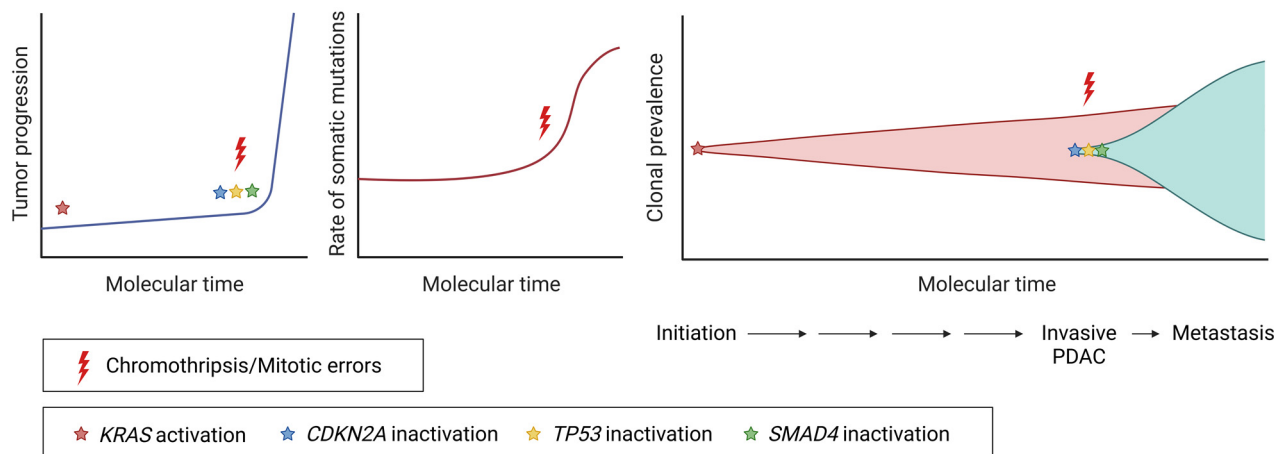 Tumor progression
Molecular time
Rate of somatic mutations
Molecular time
Clonal prevalence
Molecular time
Initiation
Invasive
PDAC
Metastasis
Chromothripsis/Mitotic errors
KRAS activation
CDKN2A inactivation
TP53 inactivation
SMAD4 inactivation